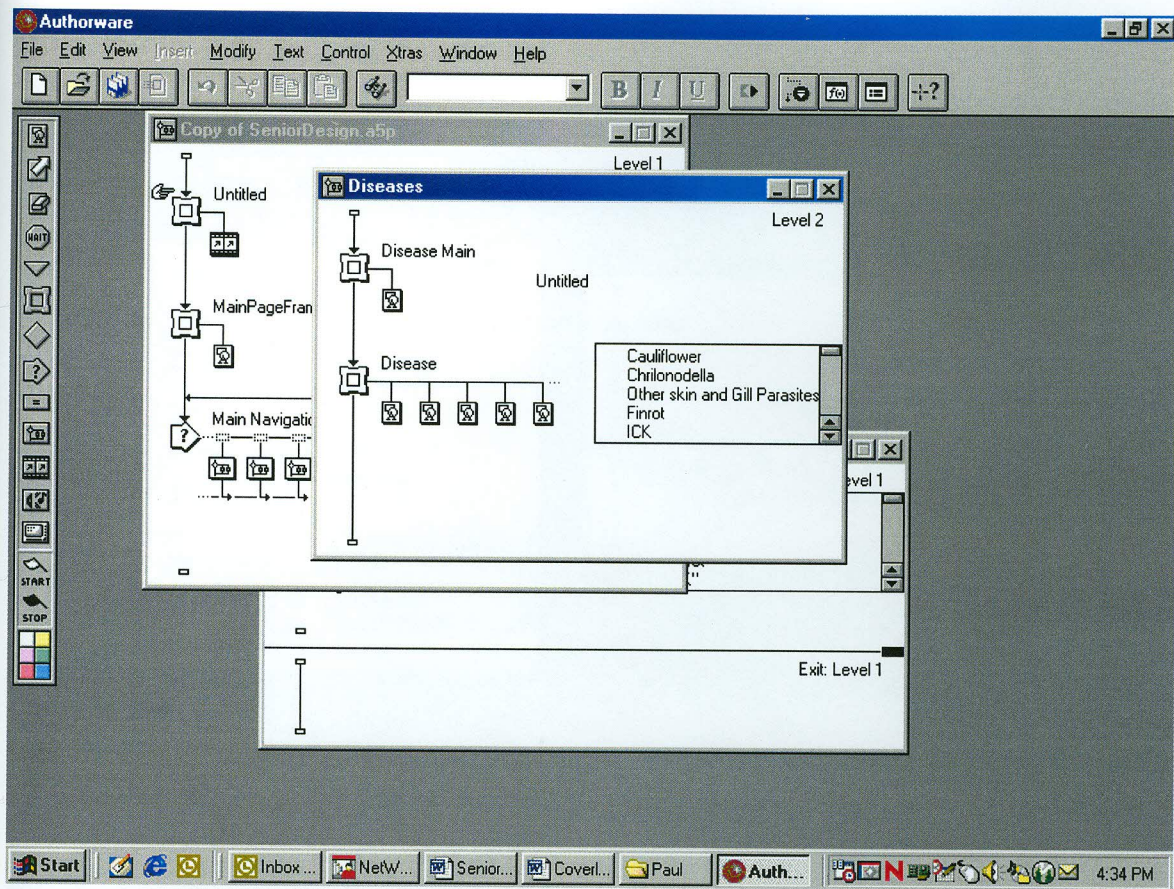 Authorware
File Edit View Insert Modify Text Control Xtras Window Help
B I U
Copy of SeniorDesign.a5p
Level 1
Untitled
MainPageFran
Main Navigatio
Diseases
Level 2
Disease Main
Untitled
Disease
Cauliflower
Chrilonodella
Other skin and Gill Parasites
Finrot
ICK
WAIT
START
STOP
evel 1
Exit: Level 1
Start
Inbox ...
NetW...
Senior...
Coverl...
Paul
Auth...
N
4:34 PM